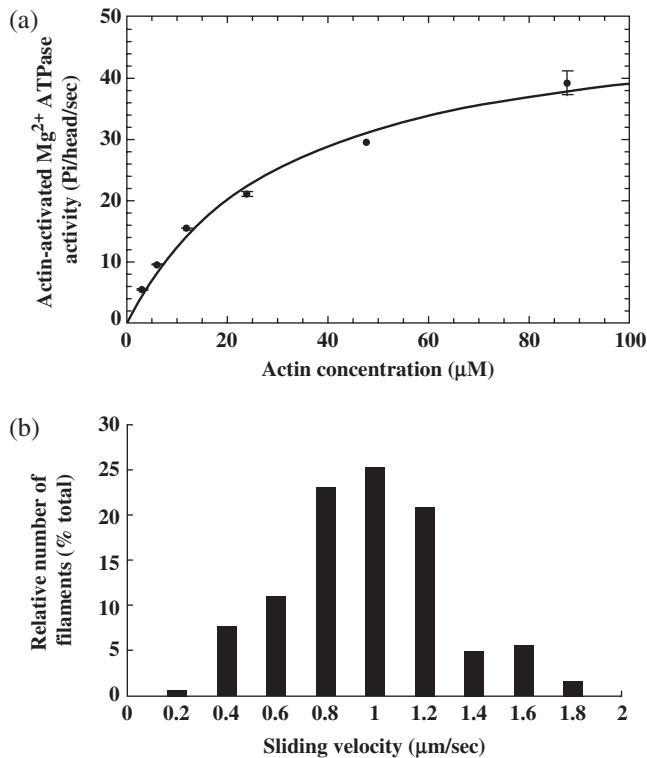 (a)
Actin-activated Mg2+ ATPase
activity (Pi/head/sec)
50
40
30
20
10
0
0 20 40 60 80 100
Actin concentration (μM)
(b)
Relative number of
filaments (% total)
30
25
20
15
10
5
0
0 0.2 0.4 0.6 0.8 1 1.2 1.4 1.6 1.8 2
Sliding velocity (μm/sec)